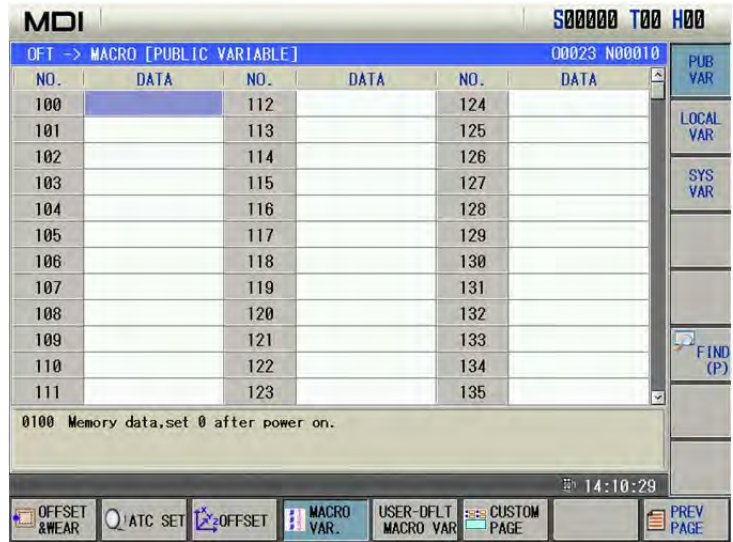 MDI S00000 T00 H00
OFT -> MACRO [PUBLIC VARIABLE] O0023 N00010
NO. DATA NO. DATA NO. DATA
100 112 124
101 113 125
102 114 126
103 115 127
104 116 128
105 117 129
106 118 130
107 119 131
108 120 132
109 121 133
110 122 134
111 123 135
0100 Memory data,set 0 after power on.
14:10:29
PUB
VAR
LOCAL
VAR
SYS
VAR
FIND
(P)
OFFSET
&WEAR
ATC SET
OFFSET
MACRO
VAR.
USER-DFLT
MACRO VAR
CUSTOM
PAGE
PREV
PAGE